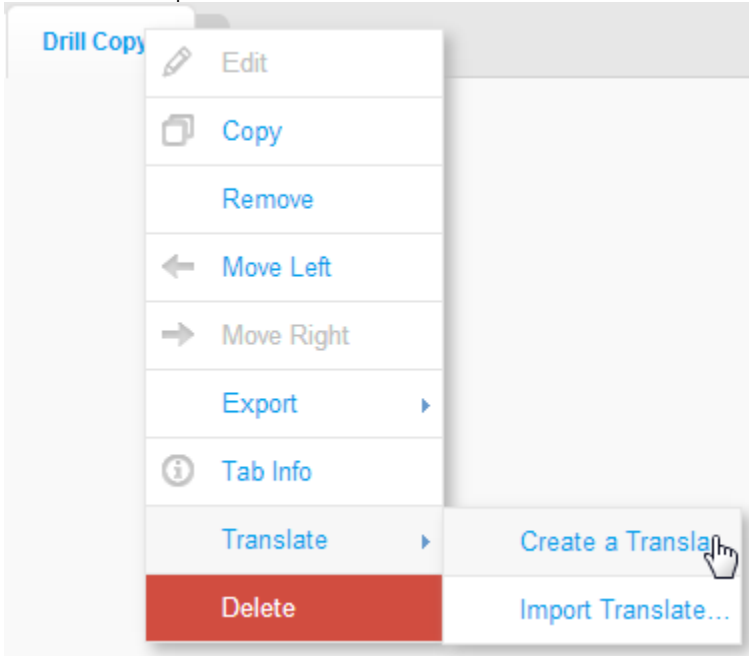 Drill Copy
Edit
Copy
Remove
Move Left
Move Right
Export
Tab Info
Translate
Create a Transla
Delete
Import Translate...